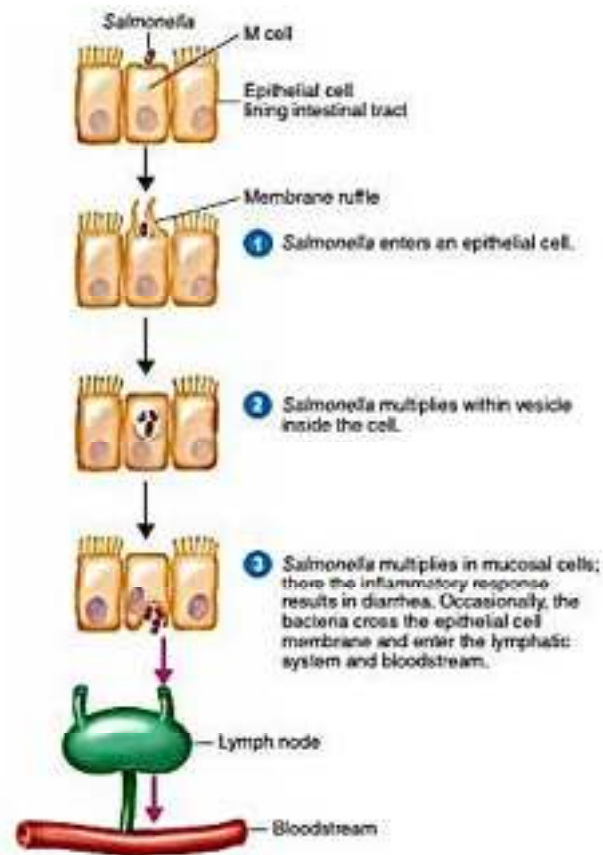 Salmonella
M cell
Epithelial cell
lining intestinal tract
Membrane ruffle
1 Salmonella enters an epithelial cell.
2 Salmonella multiplies within vesicle
inside the cell.
3 Salmonella multiplies in mucosal cells;
there the inflammatory response
results in diarrhea. Occasionally, the
bacteria cross the epithelial cell
membrane and enter the lymphatic
system and bloodstream.
Lymph node
Bloodstream